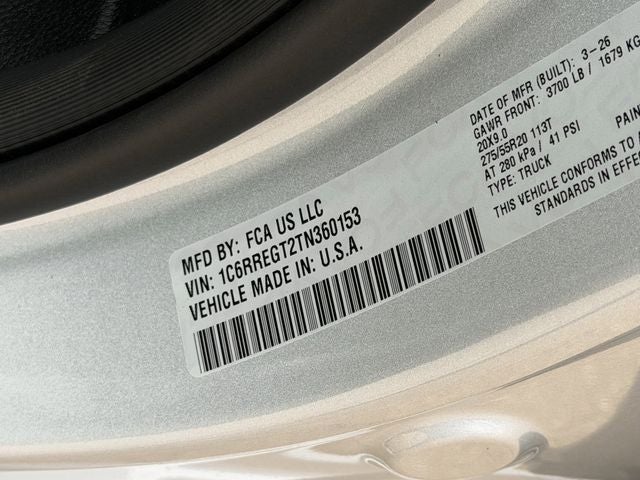 MFD BY: FCA US LLC
VIN: 1C6RREGT2TN360153
VEHICLE MADE IN: U.S.A.
DATE OF MFR (BUILT): 3-26
GAWR FRONT: 3700 LB / 1679 KG
20X9.0
275/55R20 113T
AT 280 kPa / 41 PSI
TYPE: TRUCK
PAIN
THIS VEHICLE CONFORMS TO
STANDARDS IN EFFE